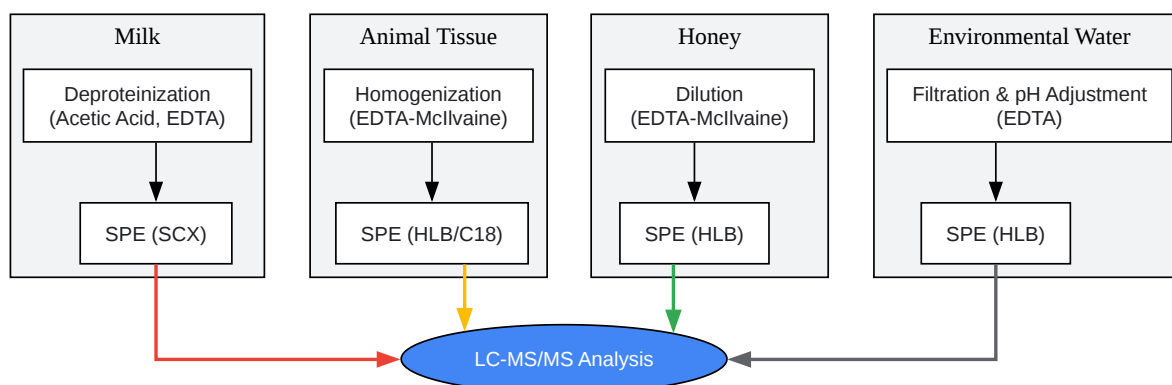 Milk
Deproteinization
(Acetic Acid, EDTA)
SPE (SCX)
Animal Tissue
Homogenization
(EDTA-McIlvaine)
SPE (HLB/C18)
Honey
Dilution
(EDTA-McIlvaine)
SPE (HLB)
Environmental Water
Filtration & pH Adjustment
(EDTA)
SPE (HLB)
LC-MS/MS Analysis